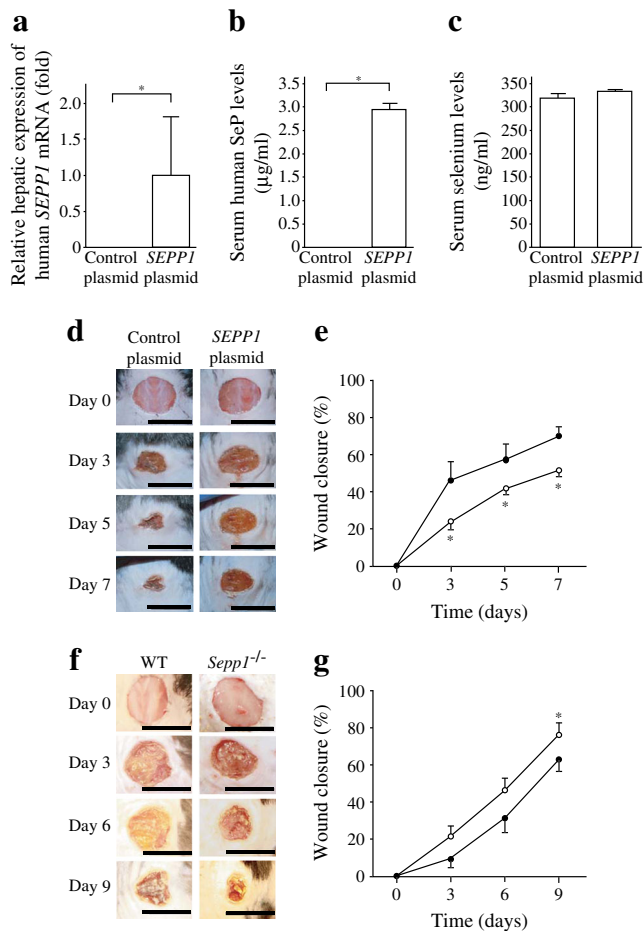 a
Relative hepatic expression of
human SEPP1 mRNA (fold)
*
2.0
1.5
1.0
0.5
0
Control
plasmid
SEPP1
plasmid
b
Serum human SeP levels
(µg/ml)
*
3.5
3.0
2.5
2.0
1.5
1.0
0.5
0
Control
plasmid
SEPP1
plasmid
c
Serum selenium levels
(ng/ml)
350
300
250
200
150
100
50
0
Control
plasmid
SEPP1
plasmid
d
Control
plasmid
SEPP1
plasmid
Day 0
Day 3
Day 5
Day 7
e
Wound closure (%)
100
80
60
40
20
0
*
*
*
0 3 5 7
Time (days)
f
WT
Sepp1-/-
Day 0
Day 3
Day 6
Day 9
g
Wound closure (%)
100
80
60
40
20
0
*
0 3 6 9
Time (days)